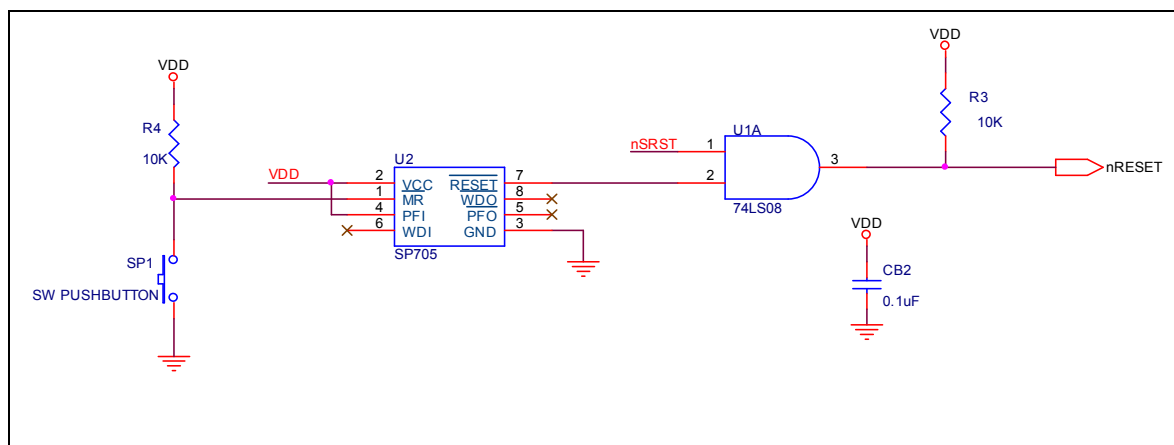 VDD
R4
10K
SP1
SW PUSHBUTTON
VDD
U2
2
1
4
6
VCC
MR
PFI
WDI
RESET
WDO
PFO
GND
7
8
5
3
SP705
nSRST
1
2
U1A
3
74LS08
VDD
R3
10K
nRESET
VDD
CB2
0.1uF